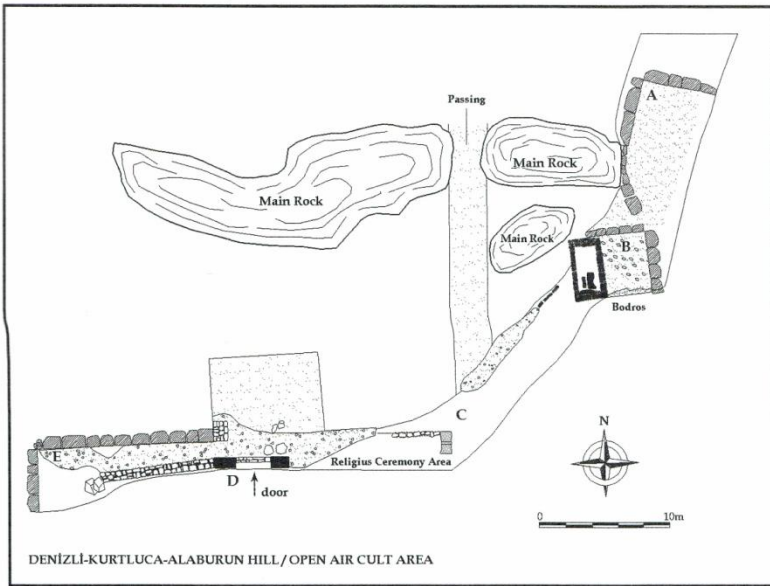 A
Passing
Main Rock
Main Rock
Main Rock
B
Bodros
C
N
E
Religius Ceremony Area
D
door
0 10m
DENİZLİ-KURTLUCA-ALABURUN HILL/OPEN AIR CULT AREA